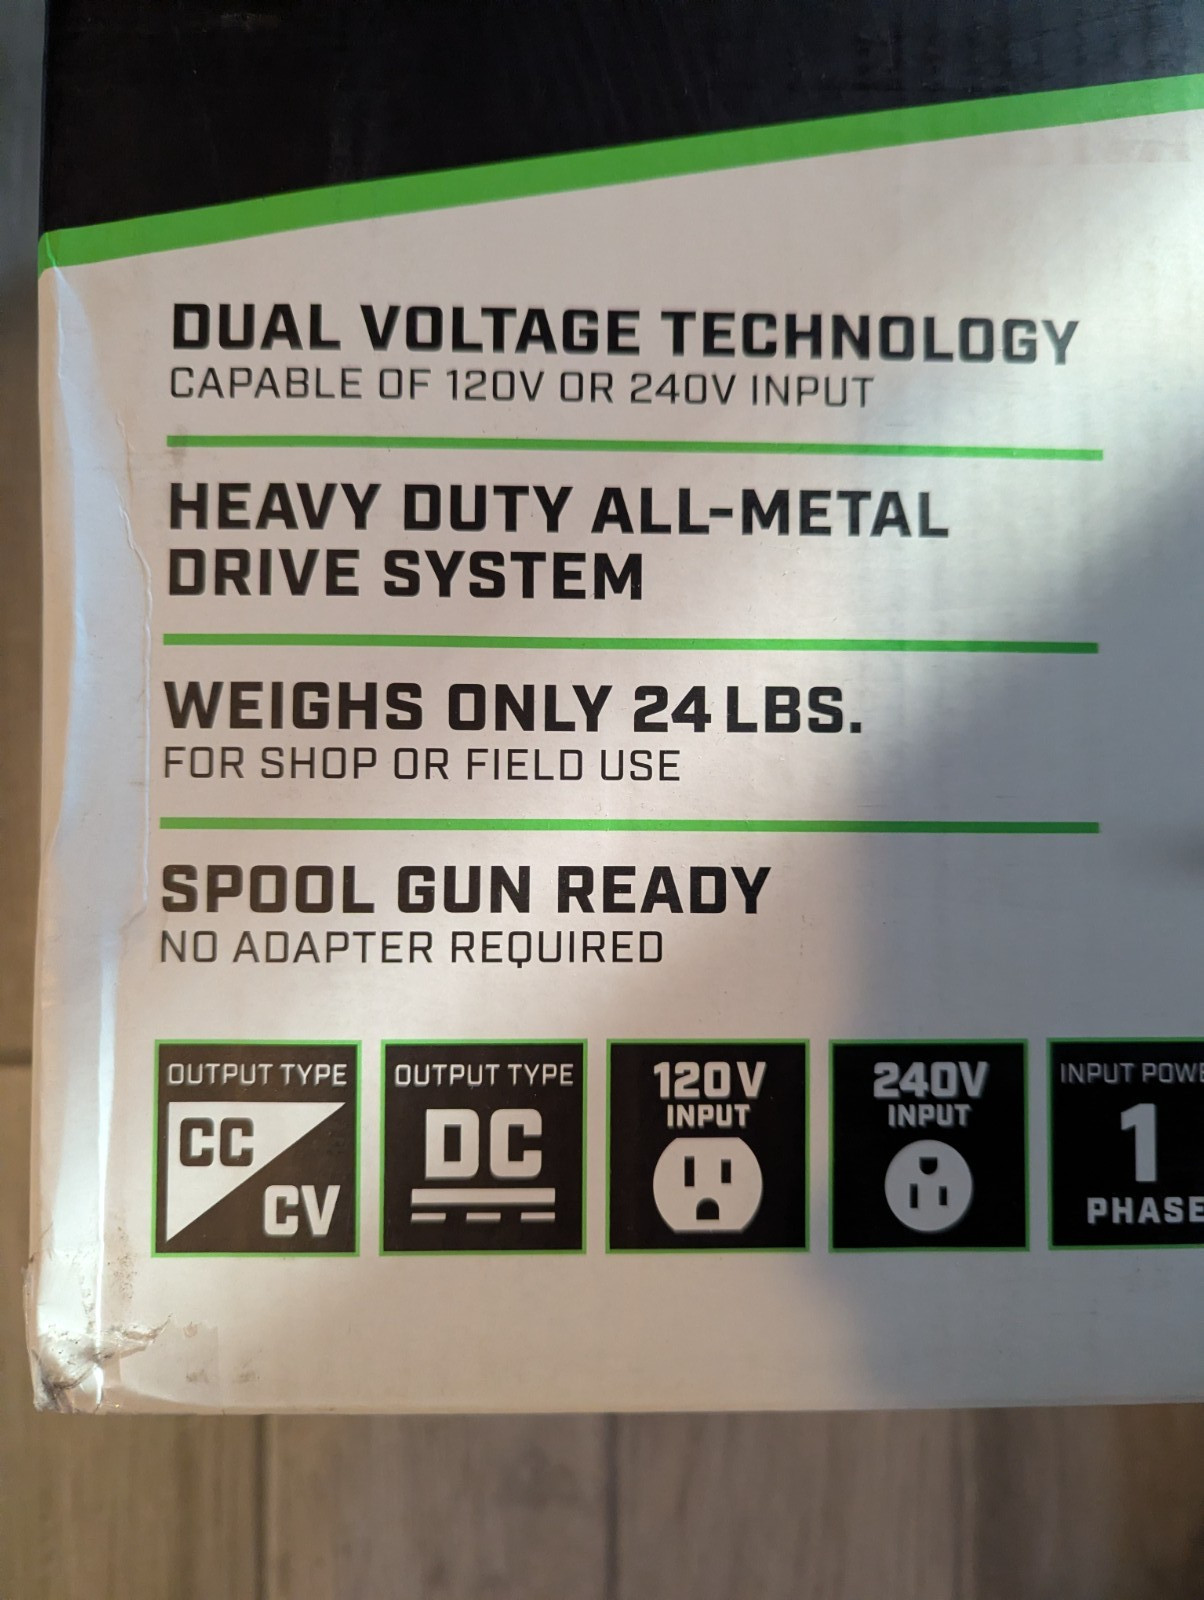 DUAL VOLTAGE TECHNOLOGY
CAPABLE OF 120V OR 240V INPUT
HEAVY DUTY ALL-METAL
DRIVE SYSTEM
WEIGHS ONLY 24 LBS.
FOR SHOP OR FIELD USE
SPOOL GUN READY
NO ADAPTER REQUIRED
OUTPUT TYPE
CC
CV
OUTPUT TYPE
DC
120V
INPUT
240V
INPUT
INPUT POWE
1
PHASE